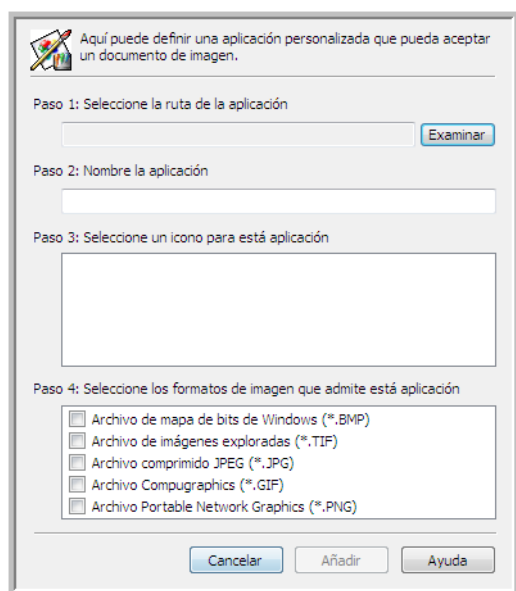 Aquí puede definir una aplicación personalizada que pueda aceptar
un documento de imagen.
Paso 1: Seleccione la ruta de la aplicación
Examinar
Paso 2: Nombre la aplicación
Paso 3: Seleccione un icono para está aplicación
Paso 4: Seleccione los formatos de imagen que admite está aplicación
Archivo de mapa de bits de Windows (*.BMP)
Archivo de imágenes exploradas (*.TIF)
Archivo comprimido JPEG (*.JPG)
Archivo Compugraphics (*.GIF)
Archivo Portable Network Graphics (*.PNG)
Cancelar Añadir Ayuda